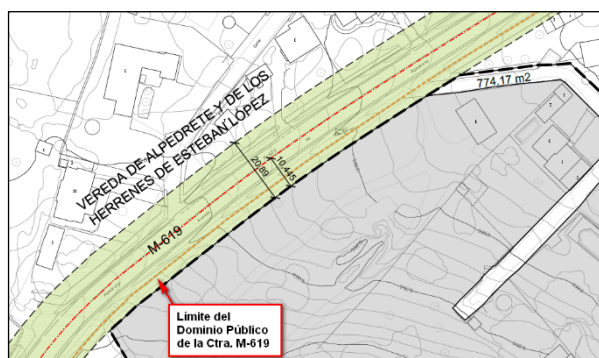 774,17 m2
VEREDA DE ALPEDRETE Y DE LOS
HERRENES DE ESTEBAN LÓPEZ
20,89
10,445
M-619
Límite del
Dominio Público
de la Ctra. M-619